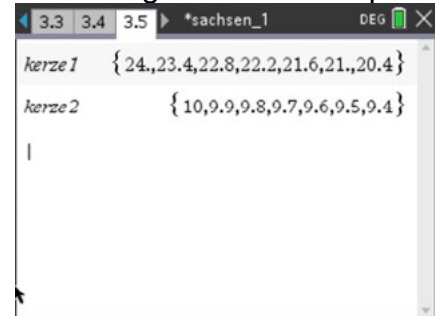 3.3 3.4 3.5 *sachsen_1 DEG
kerze1 {24.,23.4,22.8,22.2,21.6,21.,20.4}
kerze2 {10,9.9,9.8,9.7,9.6,9.5,9.4}